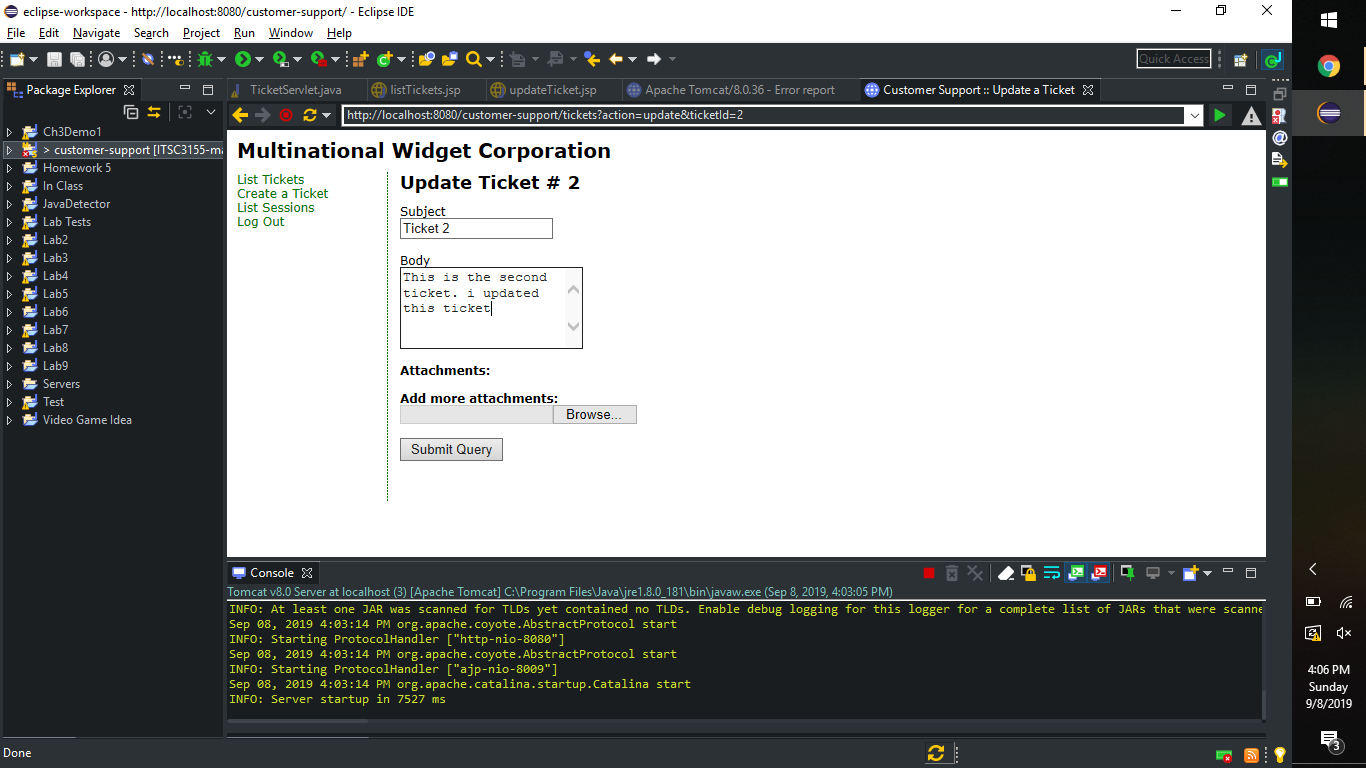 eclipse-workspace - http://localhost:8080/customer-support/ - Eclipse IDE
File Edit Navigate Search Project Run Window Help
Quick Access
Package Explorer
TicketServlet.java listTickets.jsp updateTicket.jsp Apache Tomcat/8.0.36 - Error report Customer Support :: Update a Ticket
http://localhost:8080/customer-support/tickets?action=update&ticketId=2
Ch3Demo1
> customer-support [ITSC3155-ma
Homework 5
In Class
JavaDetector
Lab Tests
Lab2
Lab3
Lab4
Lab5
Lab6
Lab7
Lab8
Lab9
Servers
Test
Video Game Idea
Multinational Widget Corporation
List Tickets
Create a Ticket
List Sessions
Log Out
Update Ticket # 2
Subject
Ticket 2
Body
This is the second
ticket. i updated
this ticket
Attachments:
Add more attachments:
Browse...
Submit Query
Console
Tomcat v8.0 Server at localhost (3) [Apache Tomcat] C:\Program Files\Java\jre1.8.0_181\bin\javaw.exe (Sep 8, 2019, 4:03:05 PM)
INFO: At least one JAR was scanned for TLDs yet contained no TLDs. Enable debug logging for this logger for a complete list of JARs that were scanne
Sep 08, 2019 4:03:14 PM org.apache.coyote.AbstractProtocol start
INFO: Starting ProtocolHandler ["http-nio-8080"]
Sep 08, 2019 4:03:14 PM org.apache.coyote.AbstractProtocol start
INFO: Starting ProtocolHandler ["ajp-nio-8009"]
Sep 08, 2019 4:03:14 PM org.apache.catalina.startup.Catalina start
INFO: Server startup in 7527 ms
Done
4:06 PM
Sunday
9/8/2019
3